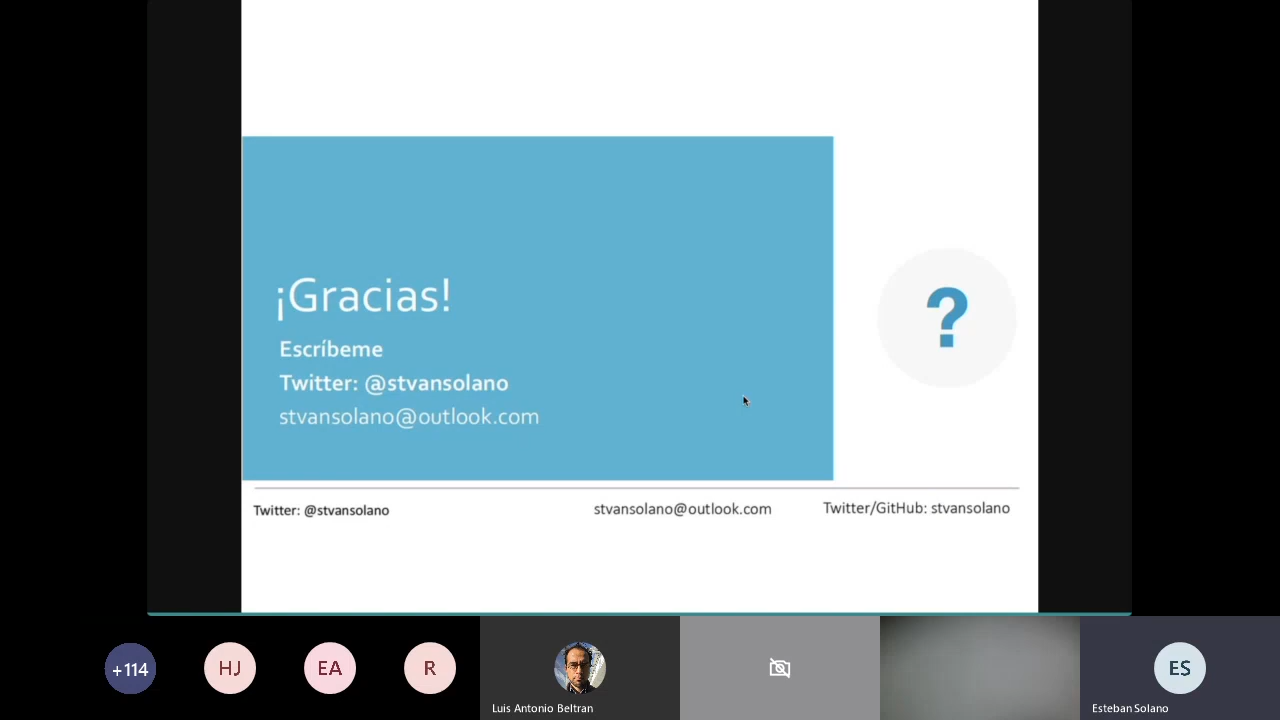 ¡Gracias!
Escríbeme
Twitter: @stvansolano
stvansolano@outlook.com
?
Twitter: @stvansolano
stvansolano@outlook.com
Twitter/GitHub: stvansolano
+114
HJ
EA
R
Luis Antonio Beltran
ES
Esteban Solano